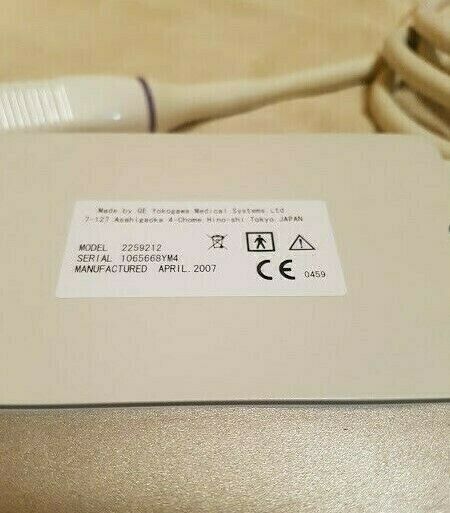 Made by GE Yokogawa Medical Systems,Ltd
7-127 Asahigaoka 4-Chome,Hino-shi Tokyo JAPAN
MODEL 2259212
SERIAL 1065668YM4
MANUFACTURED APRIL.2007
CE 0459